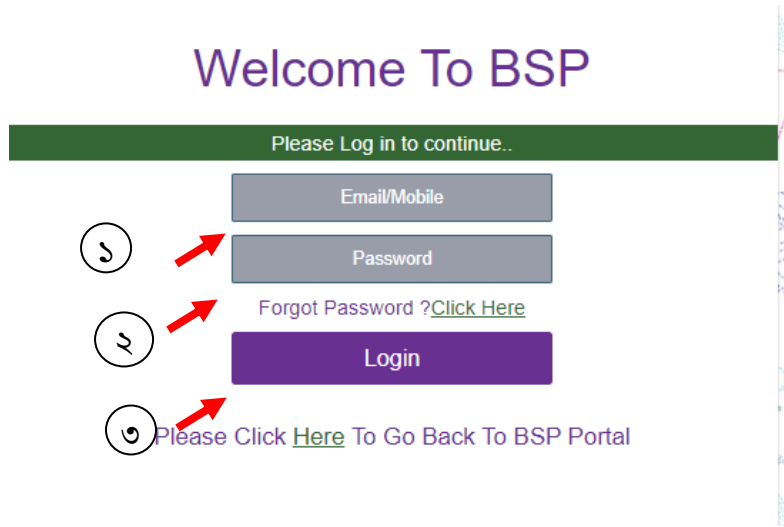 Welcome To BSP
Please Log in to continue..
Email/Mobile
১
Password
Forgot Password ?Click Here
২
Login
৩
Please Click Here To Go Back To BSP Portal